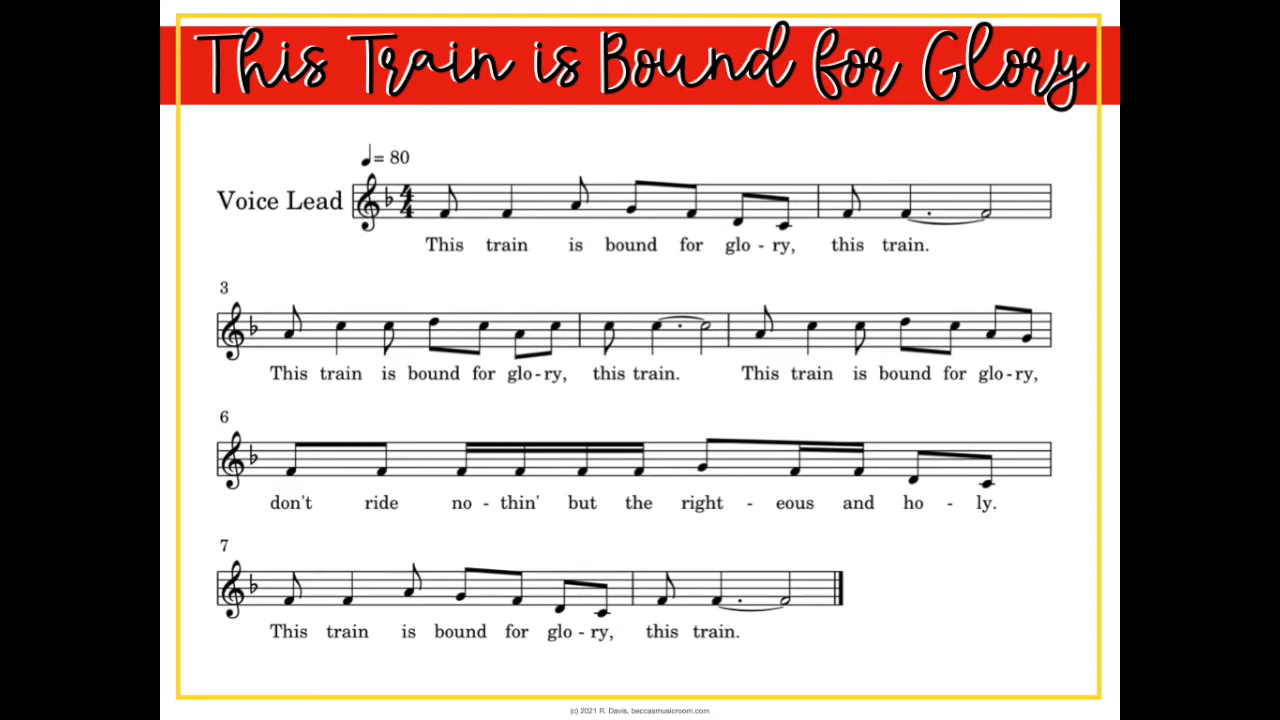 This Train is Bound for Glory
= 80
Voice Lead
This train is bound for glo - ry, this train.
3
This train is bound for glo - ry, this train. This train is bound for glo - ry,
6
don't ride no - thin' but the right - eous and ho - ly.
7
This train is bound for glo - ry, this train.
(c) 2021 R. Davis, beccasmusicroom.com